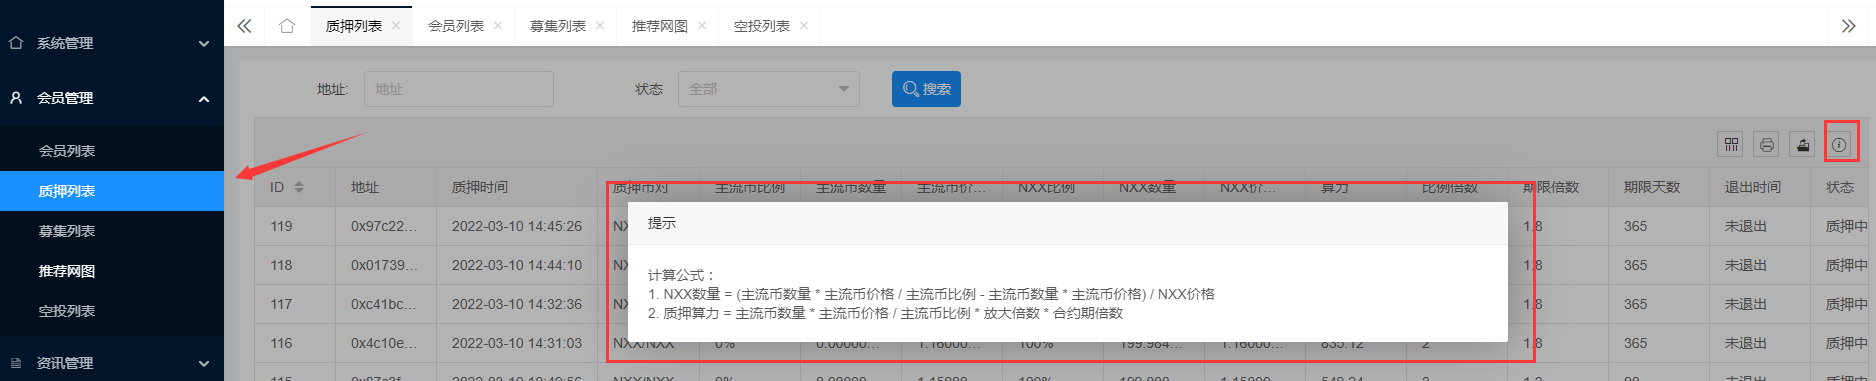 系统管理
会员管理
会员列表
质押列表
募集列表
推荐网图
空投列表
资讯管理
质押列表 会员列表 募集列表 推荐网图 空投列表
地址: 地址 状态 全部 搜索
ID 地址 质押时间 质押币对 主流币比例 主流币数量 主流币价... NXX比例 NXX数量 NXX价... 算力 比例倍数 期限倍数 期限天数 退出时间 状态
119 0x97c22... 2022-03-10 14:45:26 1.8 365 未退出 质押中
118 0x01739... 2022-03-10 14:44:10 1.8 365 未退出 质押中
117 0xc41bc... 2022-03-10 14:32:36 1.8 365 未退出 质押中
116 0x4c10e... 2022-03-10 14:31:03 NXX/NXX 0% 0.00000... 1.16000... 100% 199.984... 1.16000... 835.12 2 1.8 365 未退出 质押中
提示
计算公式：
1. NXX数量 = (主流币数量 * 主流币价格 / 主流币比例 - 主流币数量 * 主流币价格) / NXX价格
2. 质押算力 = 主流币数量 * 主流币价格 / 主流币比例 * 放大倍数 * 合约期倍数